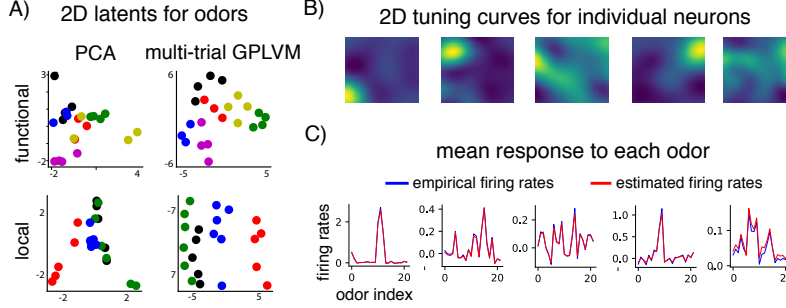 A)
2D latents for odors
PCA
multi-trial GPLVM
functional
3
-2
-2
1
4
6
-6
-5
5
local
2
-2
-2
2
-7
7
-5
5
B)
2D tuning curves for individual neurons
C)
mean response to each odor
empirical firing rates
estimated firing rates
firing rates
2
0
0
20
0.4
0.2
0.0
0
20
0.2
0.0
0
20
1.0
0.0
0
20
0.1
0.0
0
20
odor index